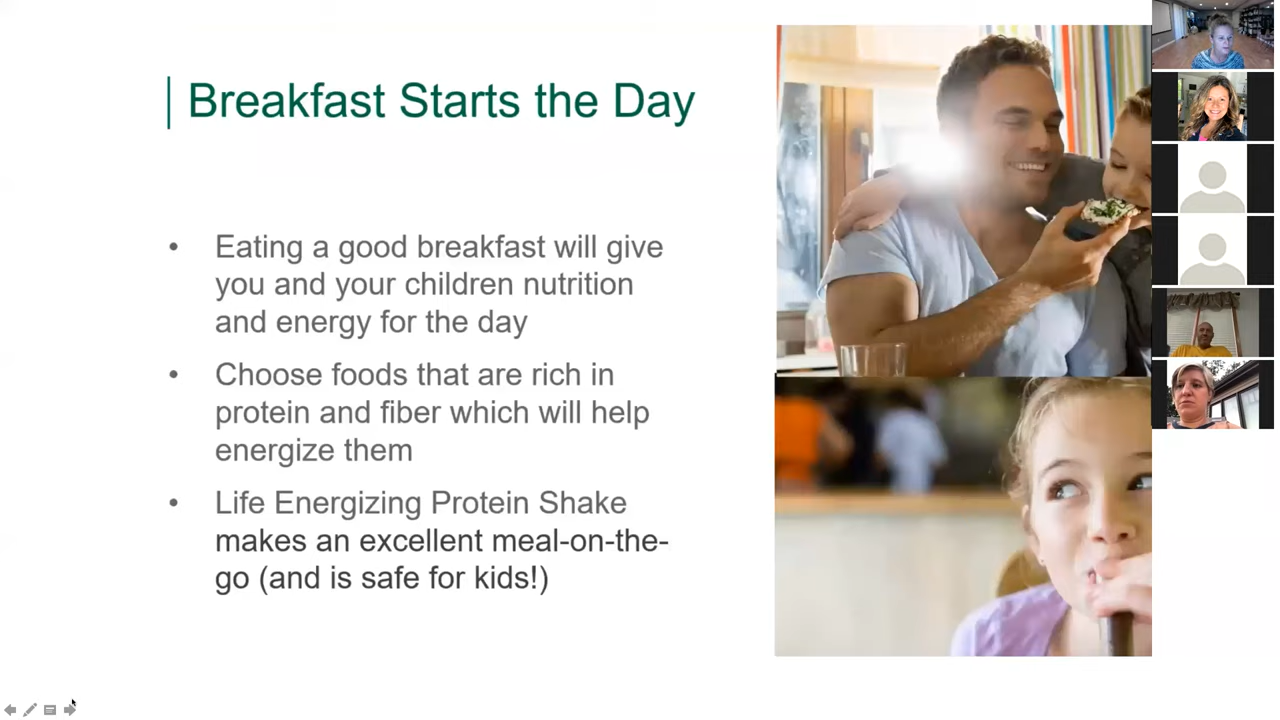 Breakfast Starts the Day
• Eating a good breakfast will give
you and your children nutrition
and energy for the day
• Choose foods that are rich in
protein and fiber which will help
energize them
• Life Energizing Protein Shake
makes an excellent meal-on-the-
go (and is safe for kids!)